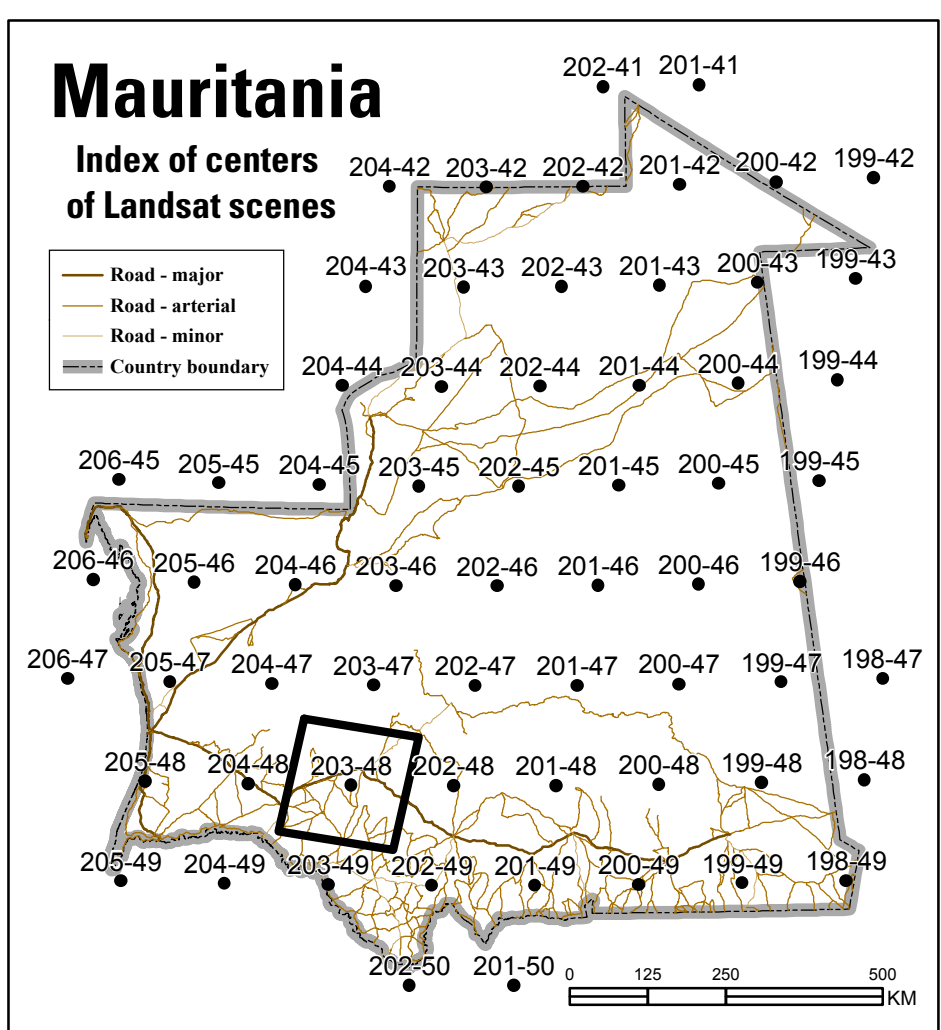 Mauritania
Index of centers
of Landsat scenes
Road - major
Road - arterial
Road - minor
Country boundary
202-41 201-41
204-42 203-42 202-42 201-42 200-42 199-42
204-43 203-43 202-43 201-43 200-43 199-43
204-44 203-44 202-44 201-44 200-44 199-44
206-45 205-45 204-45 203-45 202-45 201-45 200-45 199-45
206-46 205-46 204-46 203-46 202-46 201-46 200-46 199-46
206-47 205-47 204-47 203-47 202-47 201-47 200-47 199-47 198-47
205-48 204-48 203-48 202-48 201-48 200-48 199-48 198-48
205-49 204-49 203-49 202-49 201-49 200-49 199-49 198-49
202-50 201-50
0 125 250 500
KM